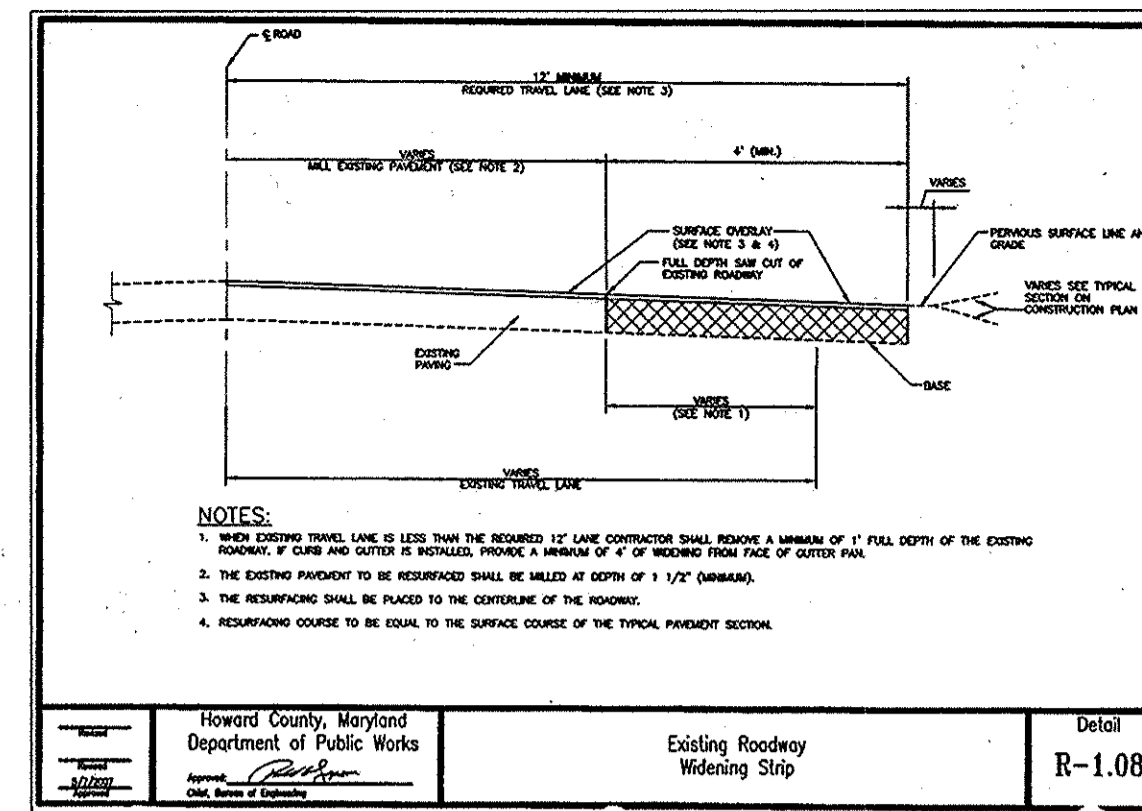 ℄ ROAD
12' MINIMUM
REQUIRED TRAVEL LANE (SEE NOTE 3)
VARIES
MILL EXISTING PAVEMENT (SEE NOTE 2)
4' (MIN.)
VARIES
SURFACE OVERLAY
(SEE NOTE 3 & 4)
FULL DEPTH SAW CUT OF
EXISTING ROADWAY
PERVIOUS SURFACE LINE AN
GRADE
VARIES SEE TYPICAL
SECTION ON
CONSTRUCTION PLAN
EXISTING
PAVING
BASE
VARIES
(SEE NOTE 1)
VARIES
EXISTING TRAVEL LANE
NOTES:
1. WHEN EXISTING TRAVEL LANE IS LESS THAN THE REQUIRED 12' LANE CONTRACTOR SHALL REMOVE A MINIMUM OF 1' FULL DEPTH OF THE EXISTING
ROADWAY. IF CURB AND GUTTER IS INSTALLED, PROVIDE A MINIMUM OF 4' OF WIDENING FROM FACE OF GUTTER PAN.
2. THE EXISTING PAVEMENT TO BE RESURFACED SHALL BE MILLED AT DEPTH OF 1 1/2" (MINIMUM).
3. THE RESURFACING SHALL BE PLACED TO THE CENTERLINE OF THE ROADWAY.
4. RESURFACING COURSE TO BE EQUAL TO THE SURFACE COURSE OF THE TYPICAL PAVEMENT SECTION.
Revised
Revised
Approved
Howard County, Maryland
Department of Public Works
Approved:
Chief, Bureau of Engineering
Existing Roadway
Widening Strip
Detail
R-1.08